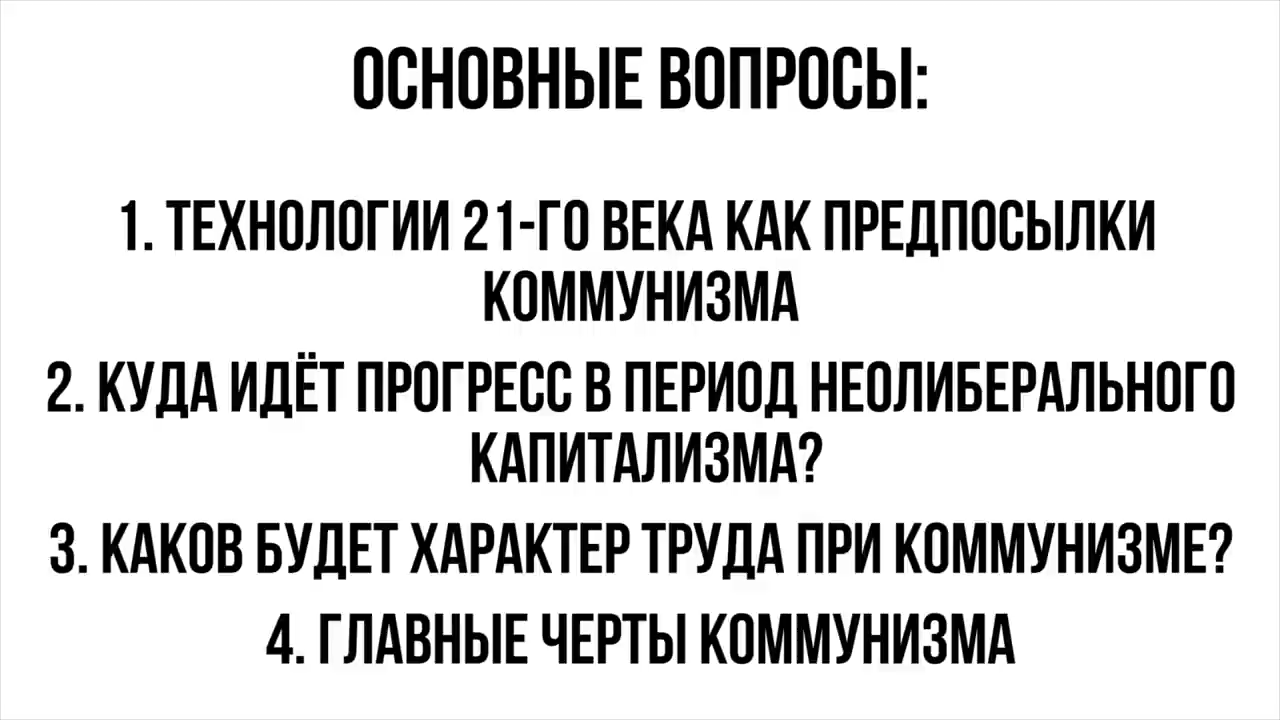 ОСНОВНЫЕ ВОПРОСЫ:
1. ТЕХНОЛОГИИ 21-ГО ВЕКА КАК ПРЕДПОСЫЛКИ
КОММУНИЗМА
2. КУДА ИДЁТ ПРОГРЕСС В ПЕРИОД НЕОЛИБЕРАЛЬНОГО
КАПИТАЛИЗМА?
3. КАКОВ БУДЕТ ХАРАКТЕР ТРУДА ПРИ КОММУНИЗМЕ?
4. ГЛАВНЫЕ ЧЕРТЫ КОММУНИЗМА